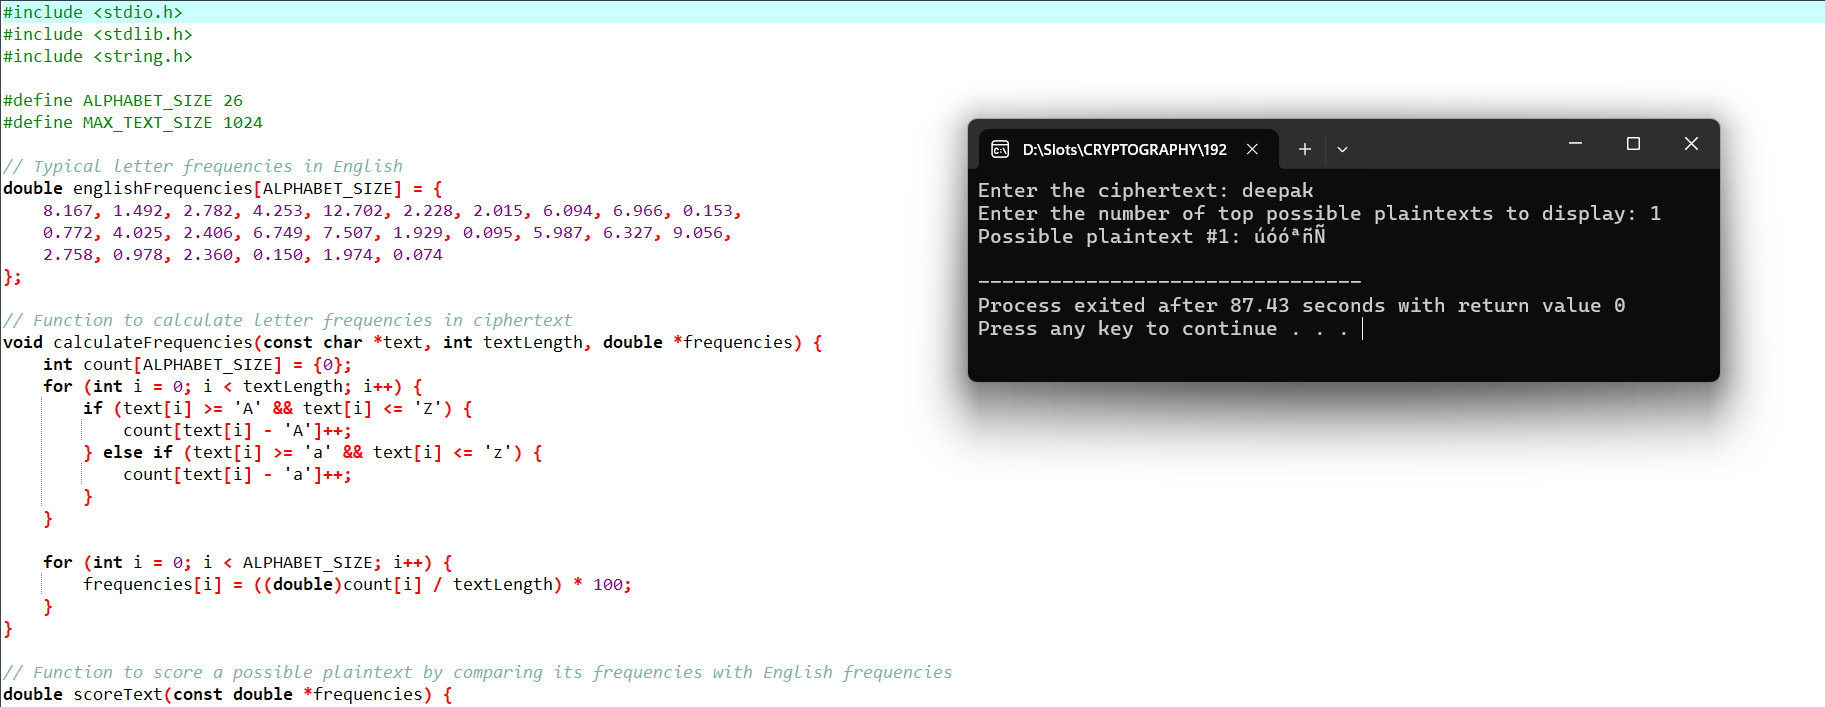 #include <stdio.h>
#include <stdlib.h>
#include <string.h>

#define ALPHABET_SIZE 26
#define MAX_TEXT_SIZE 1024

// Typical letter frequencies in English
double englishFrequencies[ALPHABET_SIZE] = {
    8.167, 1.492, 2.782, 4.253, 12.702, 2.228, 2.015, 6.094, 6.966, 0.153,
    0.772, 4.025, 2.406, 6.749, 7.507, 1.929, 0.095, 5.987, 6.327, 9.056,
    2.758, 0.978, 2.360, 0.150, 1.974, 0.074
};

// Function to calculate letter frequencies in ciphertext
void calculateFrequencies(const char *text, int textLength, double *frequencies) {
    int count[ALPHABET_SIZE] = {0};
    for (int i = 0; i < textLength; i++) {
        if (text[i] >= 'A' && text[i] <= 'Z') {
            count[text[i] - 'A']++;
        } else if (text[i] >= 'a' && text[i] <= 'z') {
            count[text[i] - 'a']++;
        }
    }

    for (int i = 0; i < ALPHABET_SIZE; i++) {
        frequencies[i] = ((double)count[i] / textLength) * 100;
    }
}

// Function to score a possible plaintext by comparing its frequencies with English frequencies
double scoreText(const double *frequencies) {
D:\Slots\CRYPTOGRAPHY\192
Enter the ciphertext: deepak
Enter the number of top possible plaintexts to display: 1
Possible plaintext #1: úóóªñÑ

--------------------------------
Process exited after 87.43 seconds with return value 0
Press any key to continue . . .